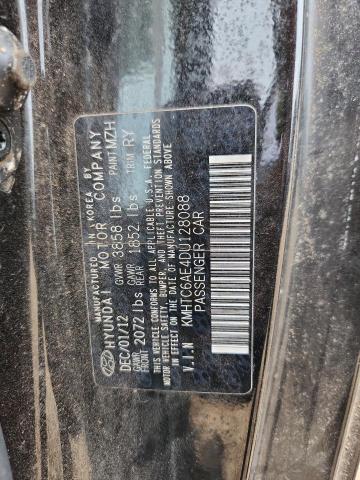 MANUFACTURED IN KOREA BY
HYUNDAI MOTOR COMPANY
DEC/01/12 GVWR 3858 lbs PAINT MZH
GAWR FRONT 2072 lbs GAWR REAR 1852 lbs TRIM RY
THIS VEHICLE CONFORMS TO ALL APPLICABLE U.S.A. FEDERAL
MOTOR VEHICLE SAFETY, BUMPER, AND THEFT PREVENTION
STANDARDS IN EFFECT ON THE DATE OF MANUFACTURE SHOWN ABOVE
V.I.N KMHTC6AE4DU128088
PASSENGER CAR